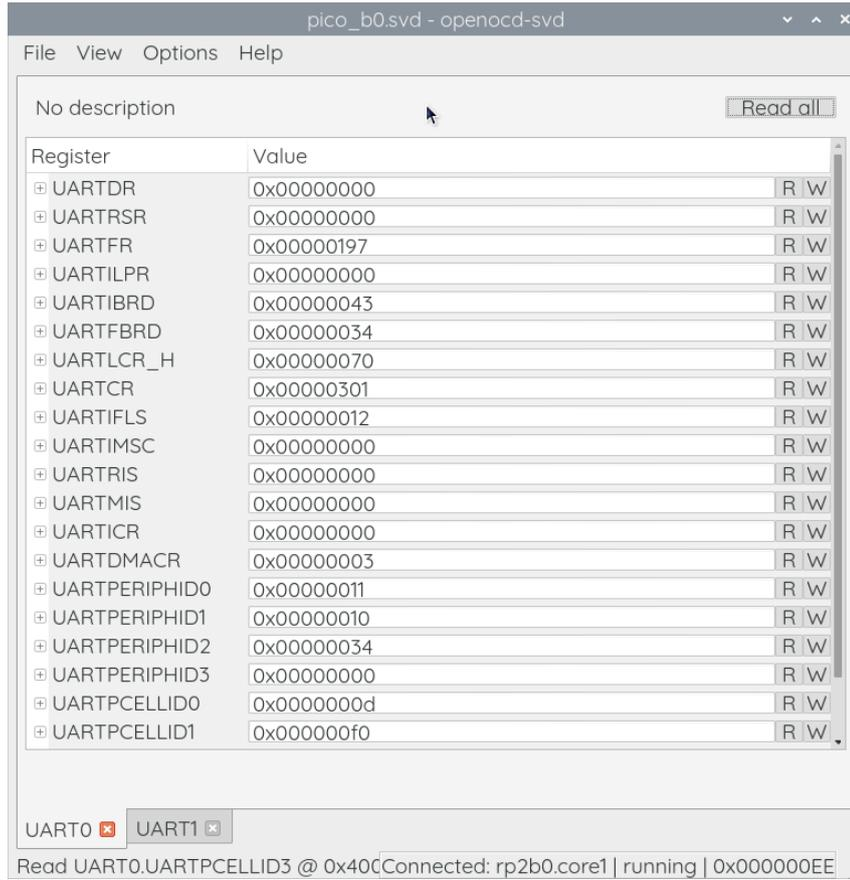 pico_b0.svd - openocd-svd
File View Options Help
No description Read all
Register Value
UARTDR 0x00000000 R W
UARTRSR 0x00000000 R W
UARTFR 0x00000197 R W
UARTILPR 0x00000000 R W
UARTIBRD 0x00000043 R W
UARTFBRD 0x00000034 R W
UARTLCR_H 0x00000070 R W
UARTCR 0x00000301 R W
UARTIFLS 0x00000012 R W
UARTIMSC 0x00000000 R W
UARTRIS 0x00000000 R W
UARTMIS 0x00000000 R W
UARTICR 0x00000000 R W
UARTDMACR 0x00000003 R W
UARTPERIPHID0 0x00000011 R W
UARTPERIPHID1 0x00000010 R W
UARTPERIPHID2 0x00000034 R W
UARTPERIPHID3 0x00000000 R W
UARTPCELLID0 0x0000000d R W
UARTPCELLID1 0x000000f0 R W
UART0 UART1
Read UART0.UARTPCELLID3 @ 0x400 Connected: rp2b0.core1 | running | 0x000000EE